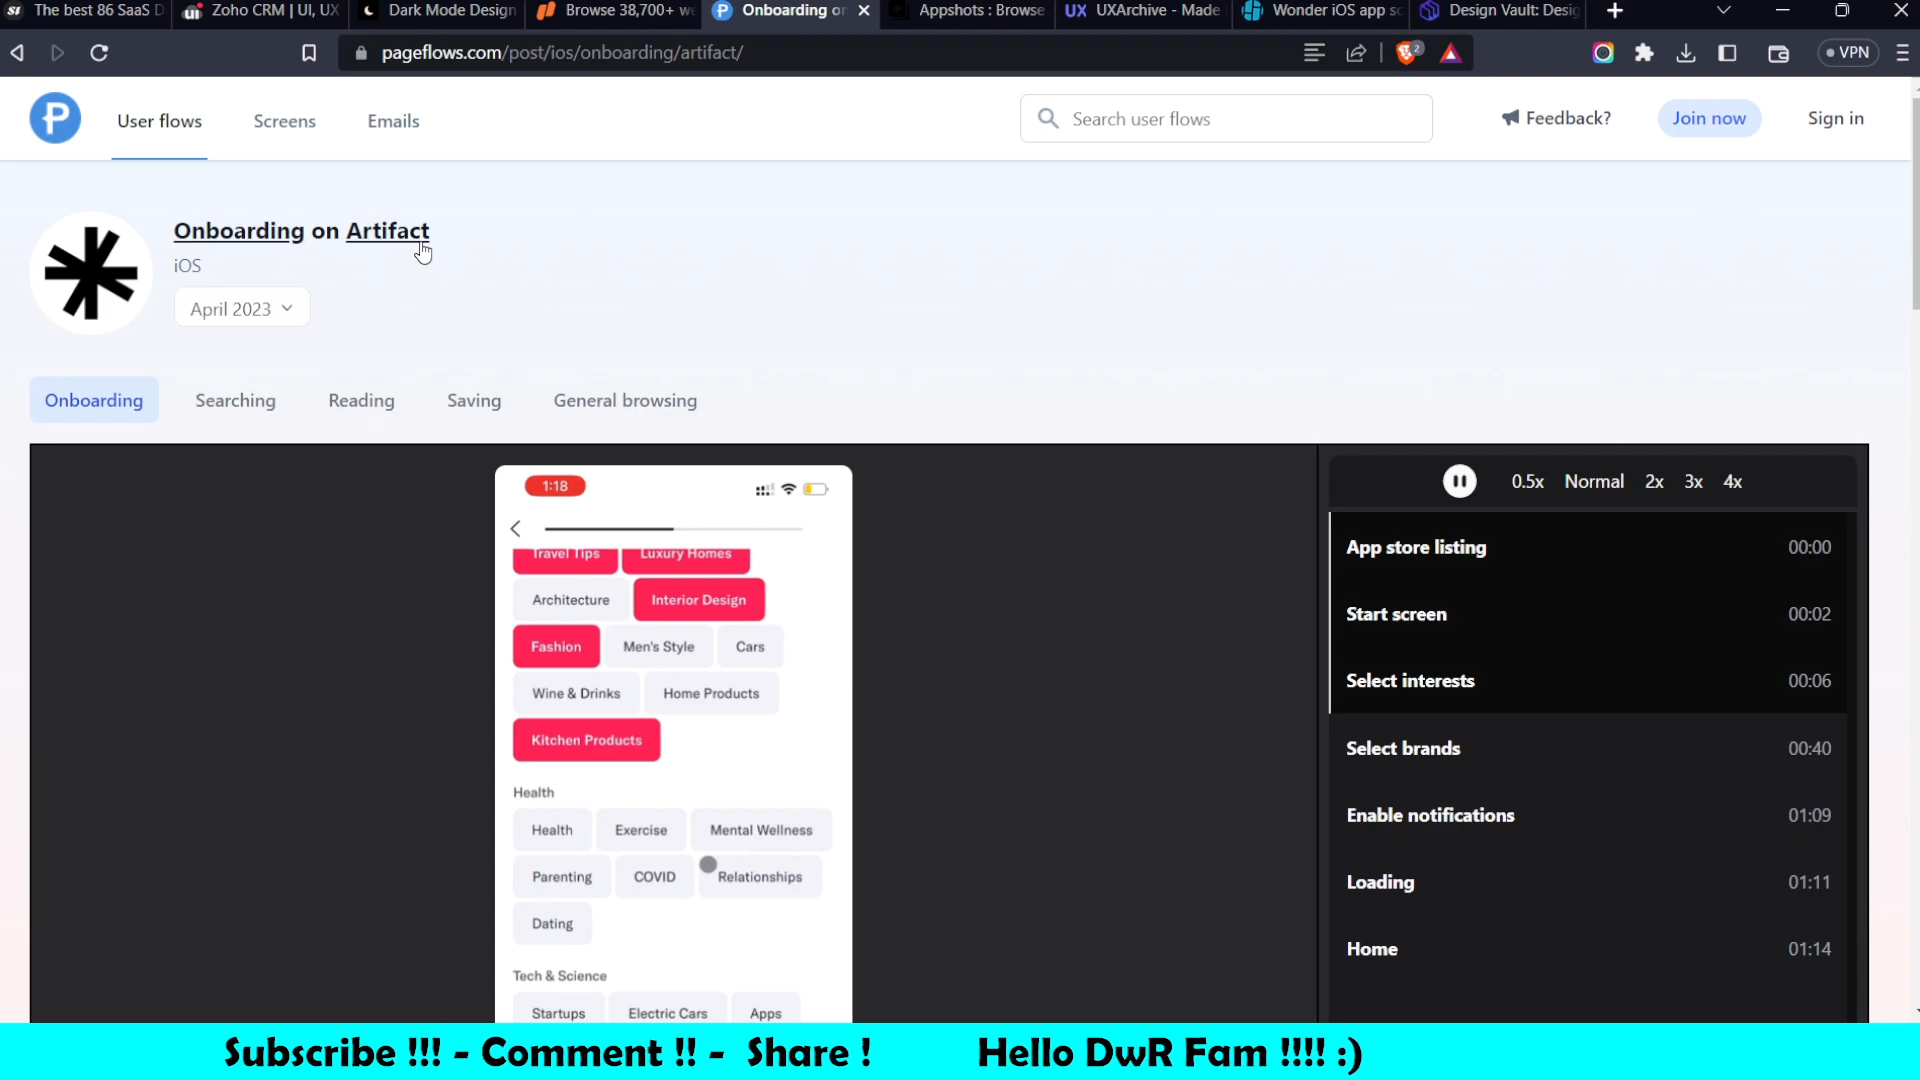 The best 86 SaaS D
Zoho CRM | UI, UX
Dark Mode Design
Browse 38,700+ we
Onboarding or
Appshots : Browse
UX UXArchive - Made
Wonder iOS app sc
Design Vault: Desig
pageflows.com/post/ios/onboarding/artifact/
2
VPN
P
User flows
Screens
Emails
Search user flows
Feedback?
Join now
Sign in
Onboarding on Artifact
iOS
April 2023
Onboarding
Searching
Reading
Saving
General browsing
1:18
Travel Tips
Luxury Homes
Architecture
Interior Design
Fashion
Men's Style
Cars
Wine & Drinks
Home Products
Kitchen Products
Health
Health
Exercise
Mental Wellness
Parenting
COVID
Relationships
Dating
Tech & Science
Startups
Electric Cars
Apps
0.5x Normal 2x 3x 4x
App store listing 00:00
Start screen 00:02
Select interests 00:06
Select brands 00:40
Enable notifications 01:09
Loading 01:11
Home 01:14
Subscribe !!! - Comment !! - Share ! Hello DwR Fam !!!! :)